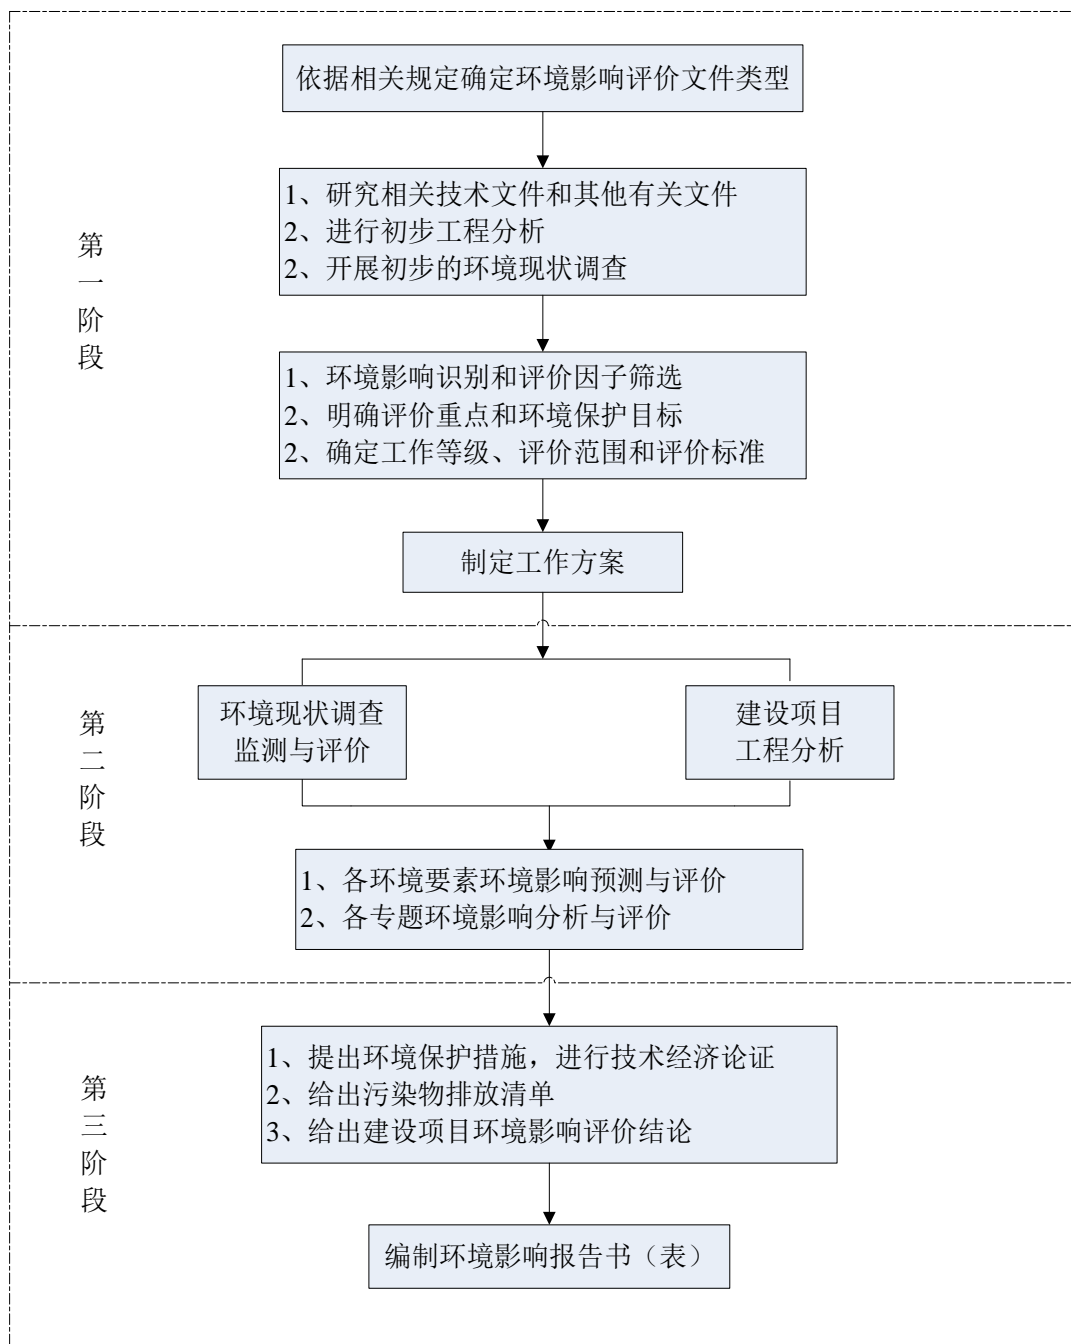 依据相关规定确定环境影响评价文件类型
1、研究相关技术文件和其他有关文件
2、进行初步工程分析
2、开展初步的环境现状调查
第一阶段
1、环境影响识别和评价因子筛选
2、明确评价重点和环境保护目标
2、确定工作等级、评价范围和评价标准
制定工作方案
第二阶段
环境现状调查
监测与评价
建设项目
工程分析
1、各环境要素环境影响预测与评价
2、各专题环境影响分析与评价
第三阶段
1、提出环境保护措施，进行技术经济论证
2、给出污染物排放清单
3、给出建设项目环境影响评价结论
编制环境影响报告书（表）